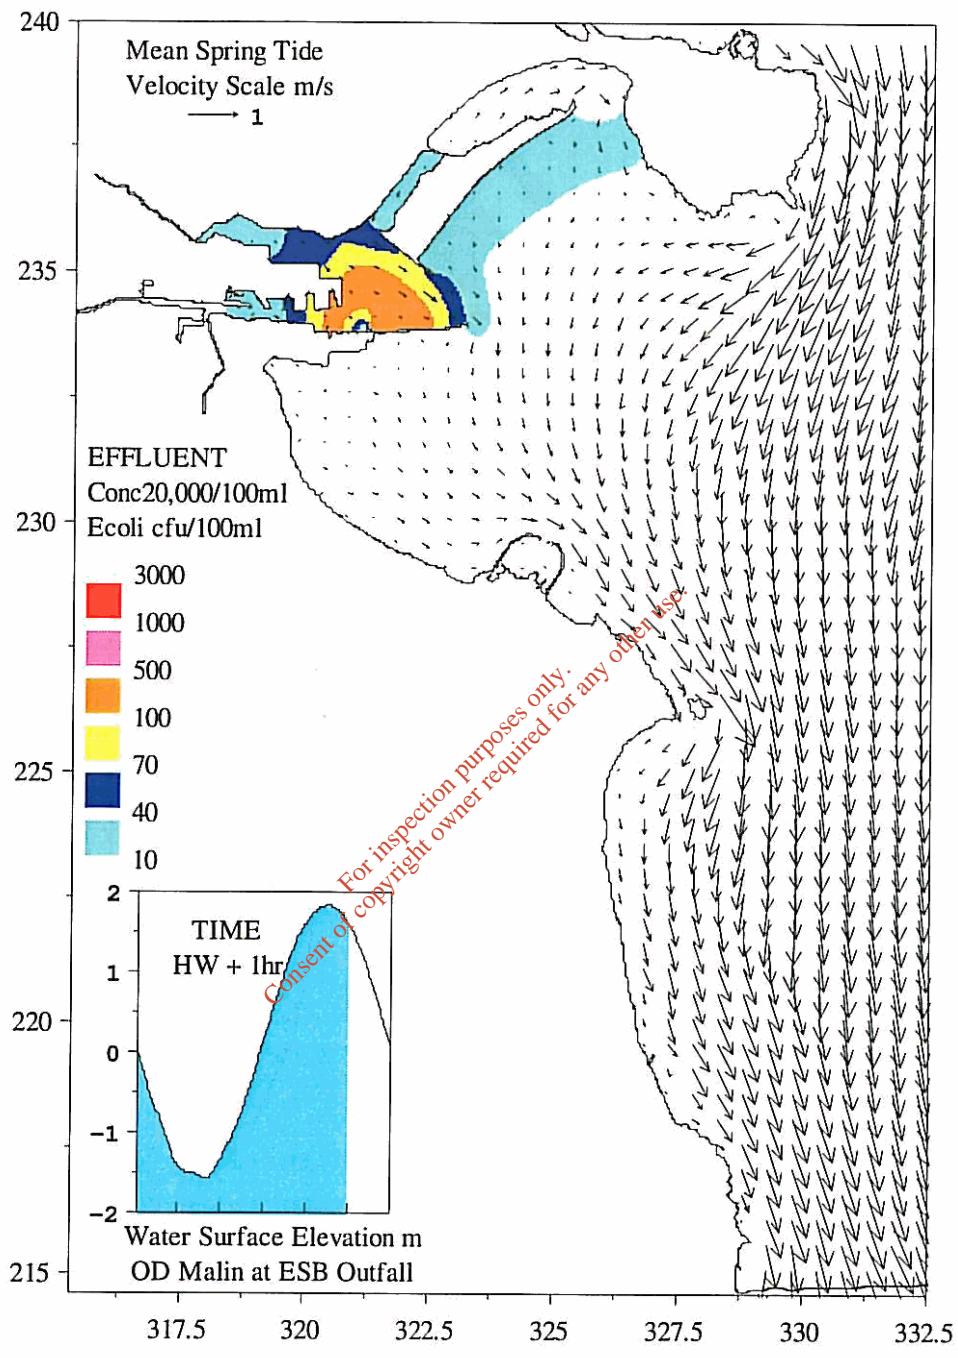 240
Mean Spring Tide
Velocity Scale m/s
1
235
EFFLUENT
Conc20,000/100ml
Ecoli cfu/100ml
230
3000
1000
500
100
70
40
10
225
For inspection purposes only.
Consent of copyright owner required for any other use.
2
TIME
HW + 1hr
1
0
-1
-2
220
Water Surface Elevation m
OD Malin at ESB Outfall
215
317.5 320 322.5 325 327.5 330 332.5